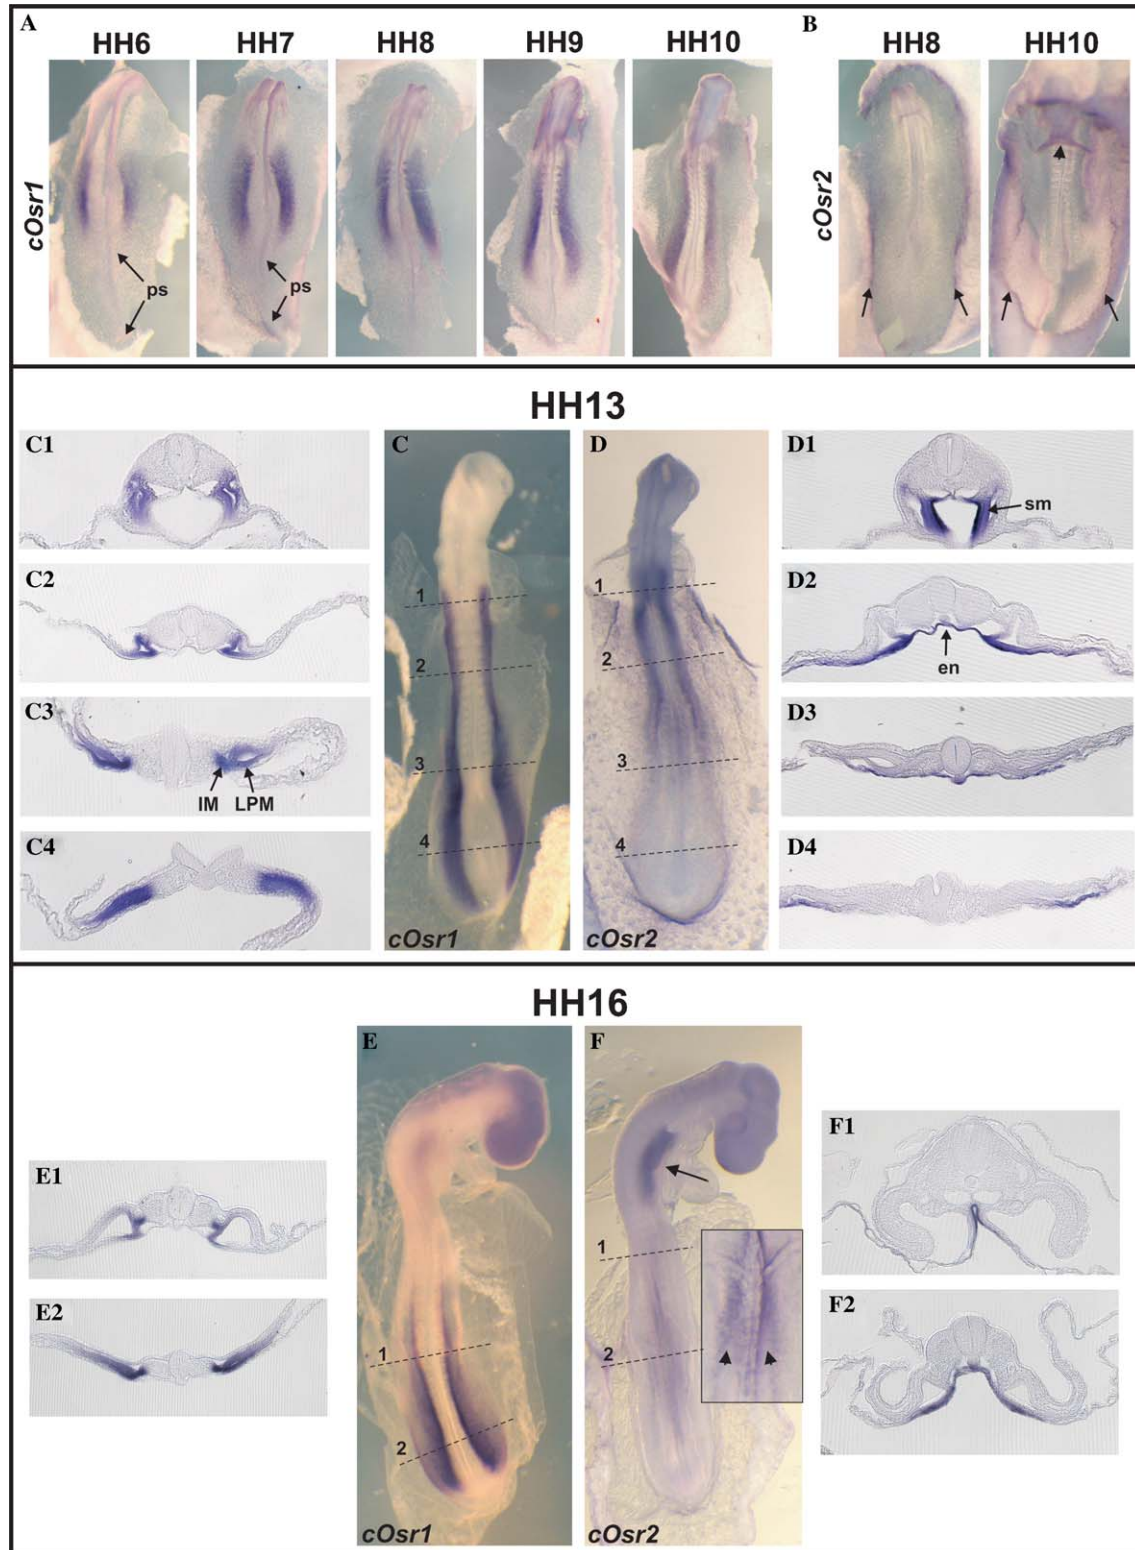 A
HH6 HH7 HH8 HH9 HH10
cOsr1
ps
ps
B
HH8 HH10
cOsr2
HH13
C1
C2
C3
IM LPM
C4
C
1
2
3
4
cOsr1
D
1
2
3
4
cOsr2
D1
sm
D2
en
D3
D4
HH16
E1
E2
E
1
2
cOsr1
F
1
2
cOsr2
F1
F2